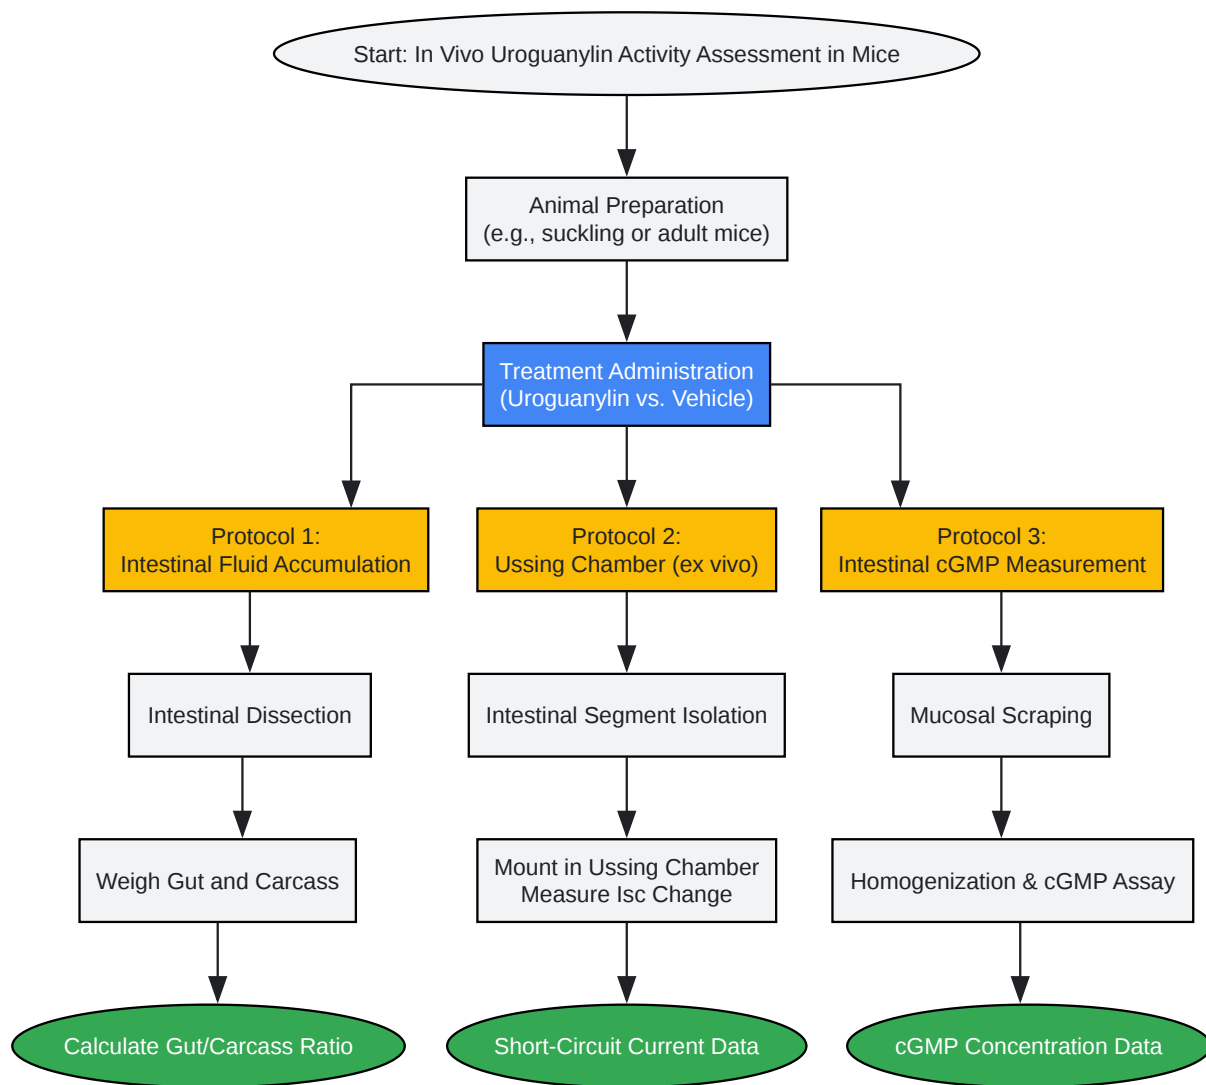 Start: In Vivo Uroguanylin Activity Assessment in Mice
Animal Preparation
(e.g., suckling or adult mice)
Treatment Administration
(Uroguanylin vs. Vehicle)
Protocol 1:
Intestinal Fluid Accumulation
Protocol 2:
Ussing Chamber (ex vivo)
Protocol 3:
Intestinal cGMP Measurement
Intestinal Dissection
Intestinal Segment Isolation
Mucosal Scraping
Weigh Gut and Carcass
Mount in Ussing Chamber
Measure Isc Change
Homogenization & cGMP Assay
Calculate Gut/Carcass Ratio
Short-Circuit Current Data
cGMP Concentration Data